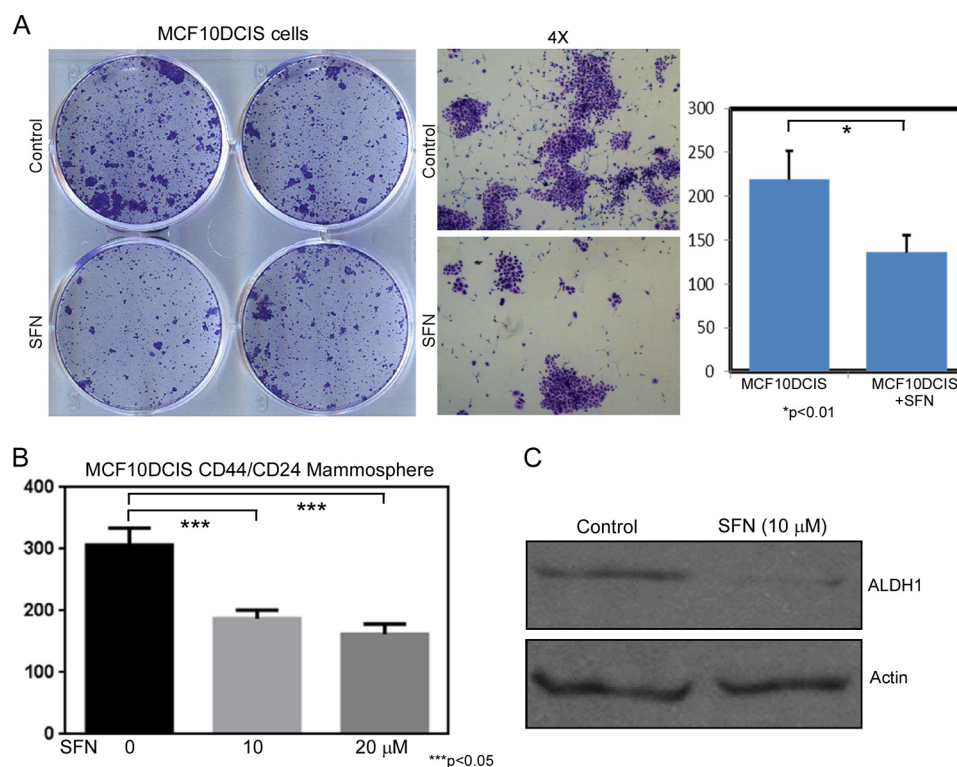 A
MCF10DCIS cells
4X
Control
SFN
Control
SFN
300
250
200
150
100
50
0
*
MCF10DCIS
MCF10DCIS
+SFN
*p<0.01
B
MCF10DCIS CD44/CD24 Mammosphere
400
300
200
100
0
***
***
SFN 0 10 20 μM
***p<0.05
C
Control SFN (10 μM)
ALDH1
Actin